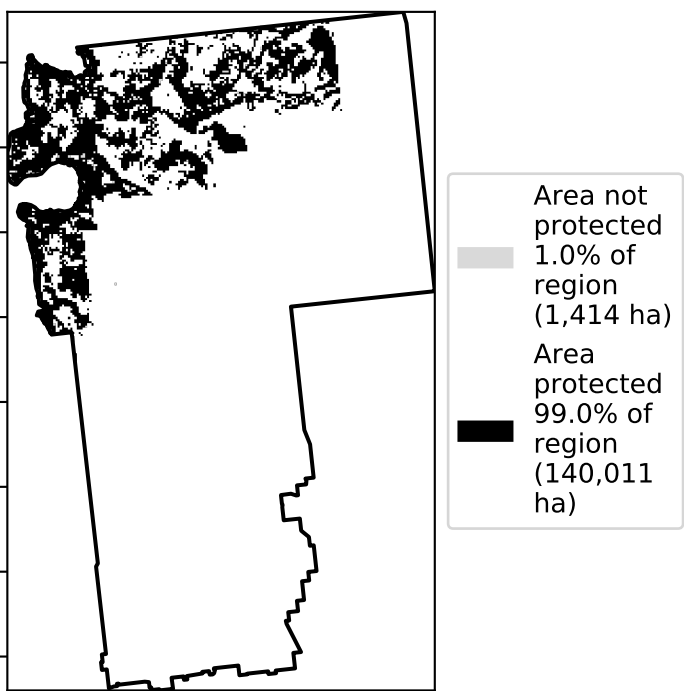 Area not
protected
1.0% of
region
(1,414 ha)
Area
protected
99.0% of
region
(140,011
ha)